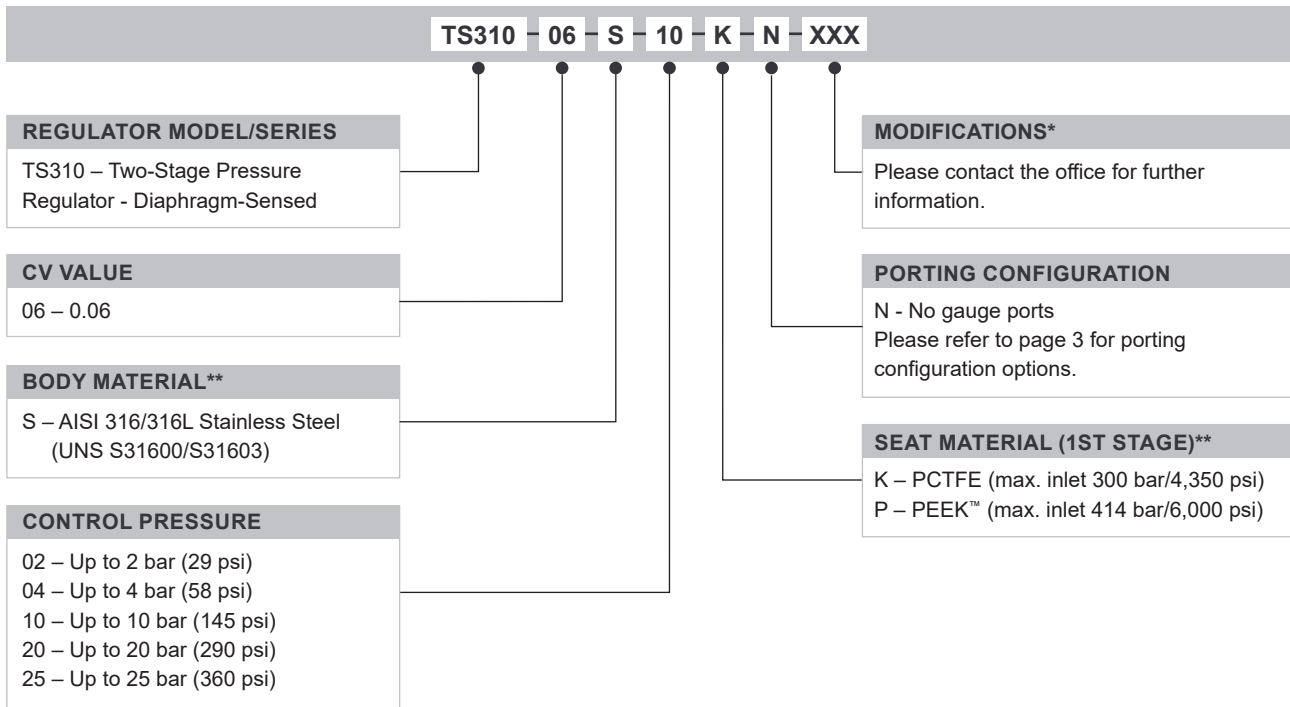 TS310 - 06 - S - 10 - K - N - XXX
REGULATOR MODEL/SERIES
TS310 – Two-Stage Pressure
Regulator - Diaphragm-Sensed
CV VALUE
06 – 0.06
BODY MATERIAL**
S – AISI 316/316L Stainless Steel
(UNS S31600/S31603)
CONTROL PRESSURE
02 – Up to 2 bar (29 psi)
04 – Up to 4 bar (58 psi)
10 – Up to 10 bar (145 psi)
20 – Up to 20 bar (290 psi)
25 – Up to 25 bar (360 psi)
MODIFICATIONS*
Please contact the office for further
information.
PORTING CONFIGURATION
N - No gauge ports
Please refer to page 3 for porting
configuration options.
SEAT MATERIAL (1ST STAGE)**
K – PCTFE (max. inlet 300 bar/4,350 psi)
P – PEEK™ (max. inlet 414 bar/6,000 psi)